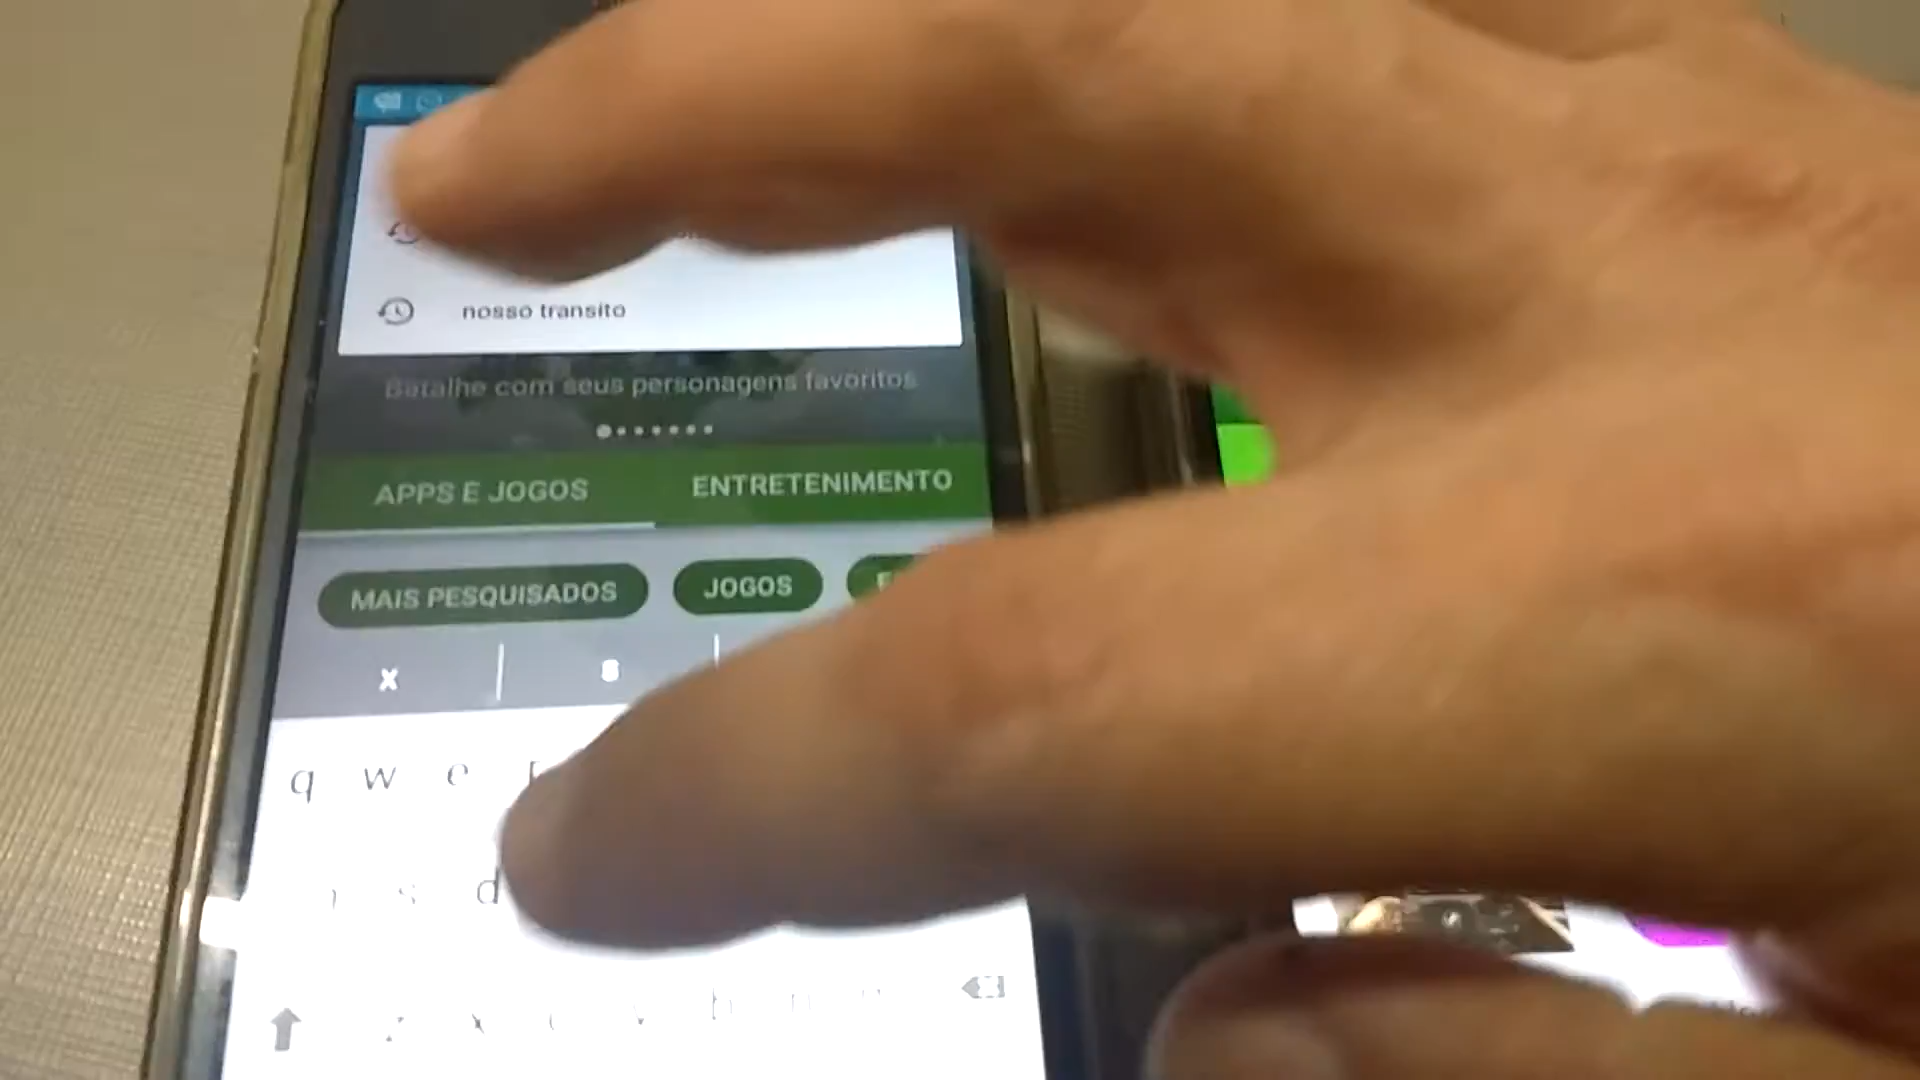 nosso transito
Batalhe com seus personagens favoritos
APPS E JOGOS
ENTRETENIMENTO
MAIS PESQUISADOS
JOGOS
x
s
q w e
s d
z x c v b n m